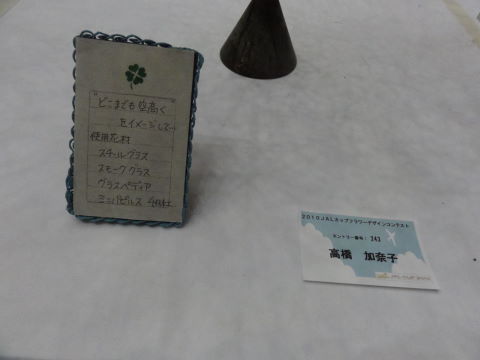 "どこまでも空高く"
をイメージして…
使用花材
スチールグラス
スモークグラス
クラスペディア
ミニパピルス 他
2010JALカップフラワーデザインコンテスト
エントリー番号: 343
高橋 加奈子